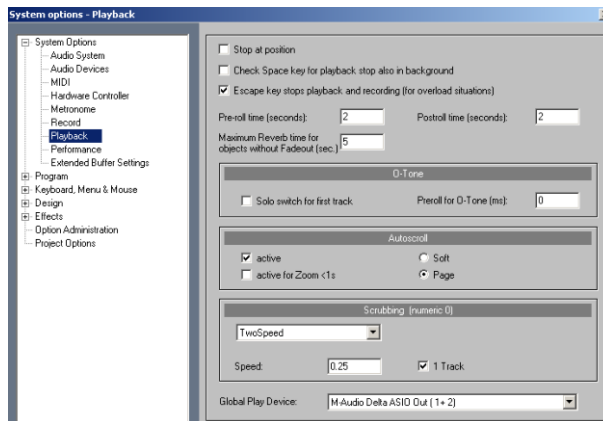 System options - Playback
System Options
Audio System
Audio Devices
MIDI
Hardware Controller
Metronome
Record
Playback
Performance
Extended Buffer Settings
Program
Keyboard, Menu & Mouse
Design
Effects
Option Administration
Project Options
Stop at position
Check Space key for playback stop also in background
Escape key stops playback and recording (for overload situations)
Pre-roll time (seconds): 2 Postroll time (seconds): 2
Maximum Reverb time for
objects without Fadeout (sec.) 5
O-Tone
Solo switch for first track Preroll for O-Tone (ms): 0
Autoscroll
active Soft
active for Zoom <1s Page
Scrubbing (numeric 0)
TwoSpeed
Speed: 0.25 1 Track
Global Play Device: M-Audio Delta ASIO Out ( 1+ 2)